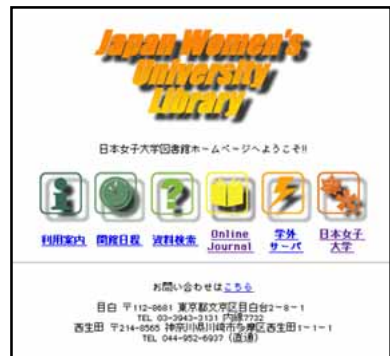 Japan Women's
University
Library
日本女子大学図書館ホームページへようこそ!!
利用案内 開館日程 資料検索 Online Journal 学外サーバ 日本女子大学
お問い合わせはこちら
目白 〒112-8681 東京都文京区目白台2-8-1
TEL 03-3943-3131 内線7732
西生田 〒214-8565 神奈川県川崎市多摩区西生田1-1-1
TEL 044-952-6937 (直通)